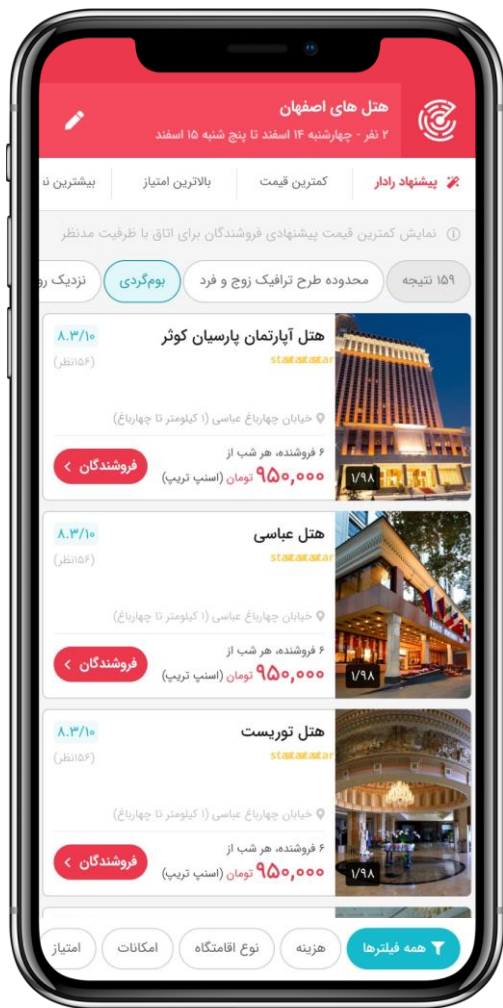 هتل های اصفهان
۲ نفر - چهارشنبه ۱۴ اسفند تا پنج شنبه ۱۵ اسفند
پیشنهاد رادار
کمترین قیمت
بالاترین امتیاز
بیشترین
نمایش کمترین قیمت پیشنهادی فروشندگان برای اتاق با ظرفیت مدنظر
۱۵۹ نتیجه
محدوده طرح ترافیک زوج و فرد
بوم‌گردی
نزدیک
هتل آپارتمان پارسیان کوثر
۸.۳/۱۰
(۱۵۶نظر)
خیابان چهارباغ عباسی (۱ کیلومتر تا چهارباغ)
۶ فروشنده، هر شب از
۹۵۰,۰۰۰ تومان (اسنپ تریپ)
فروشندگان
۱/۹۸
هتل عباسی
۸.۳/۱۰
(۱۵۶نظر)
خیابان چهارباغ عباسی (۱ کیلومتر تا چهارباغ)
۶ فروشنده، هر شب از
۹۵۰,۰۰۰ تومان (اسنپ تریپ)
فروشندگان
۱/۹۸
هتل توریست
۸.۳/۱۰
(۱۵۶نظر)
خیابان چهارباغ عباسی (۱ کیلومتر تا چهارباغ)
۶ فروشنده، هر شب از
۹۵۰,۰۰۰ تومان (اسنپ تریپ)
فروشندگان
۱/۹۸
همه فیلترها
هزینه
نوع اقامتگاه
امکانات
امتیاز